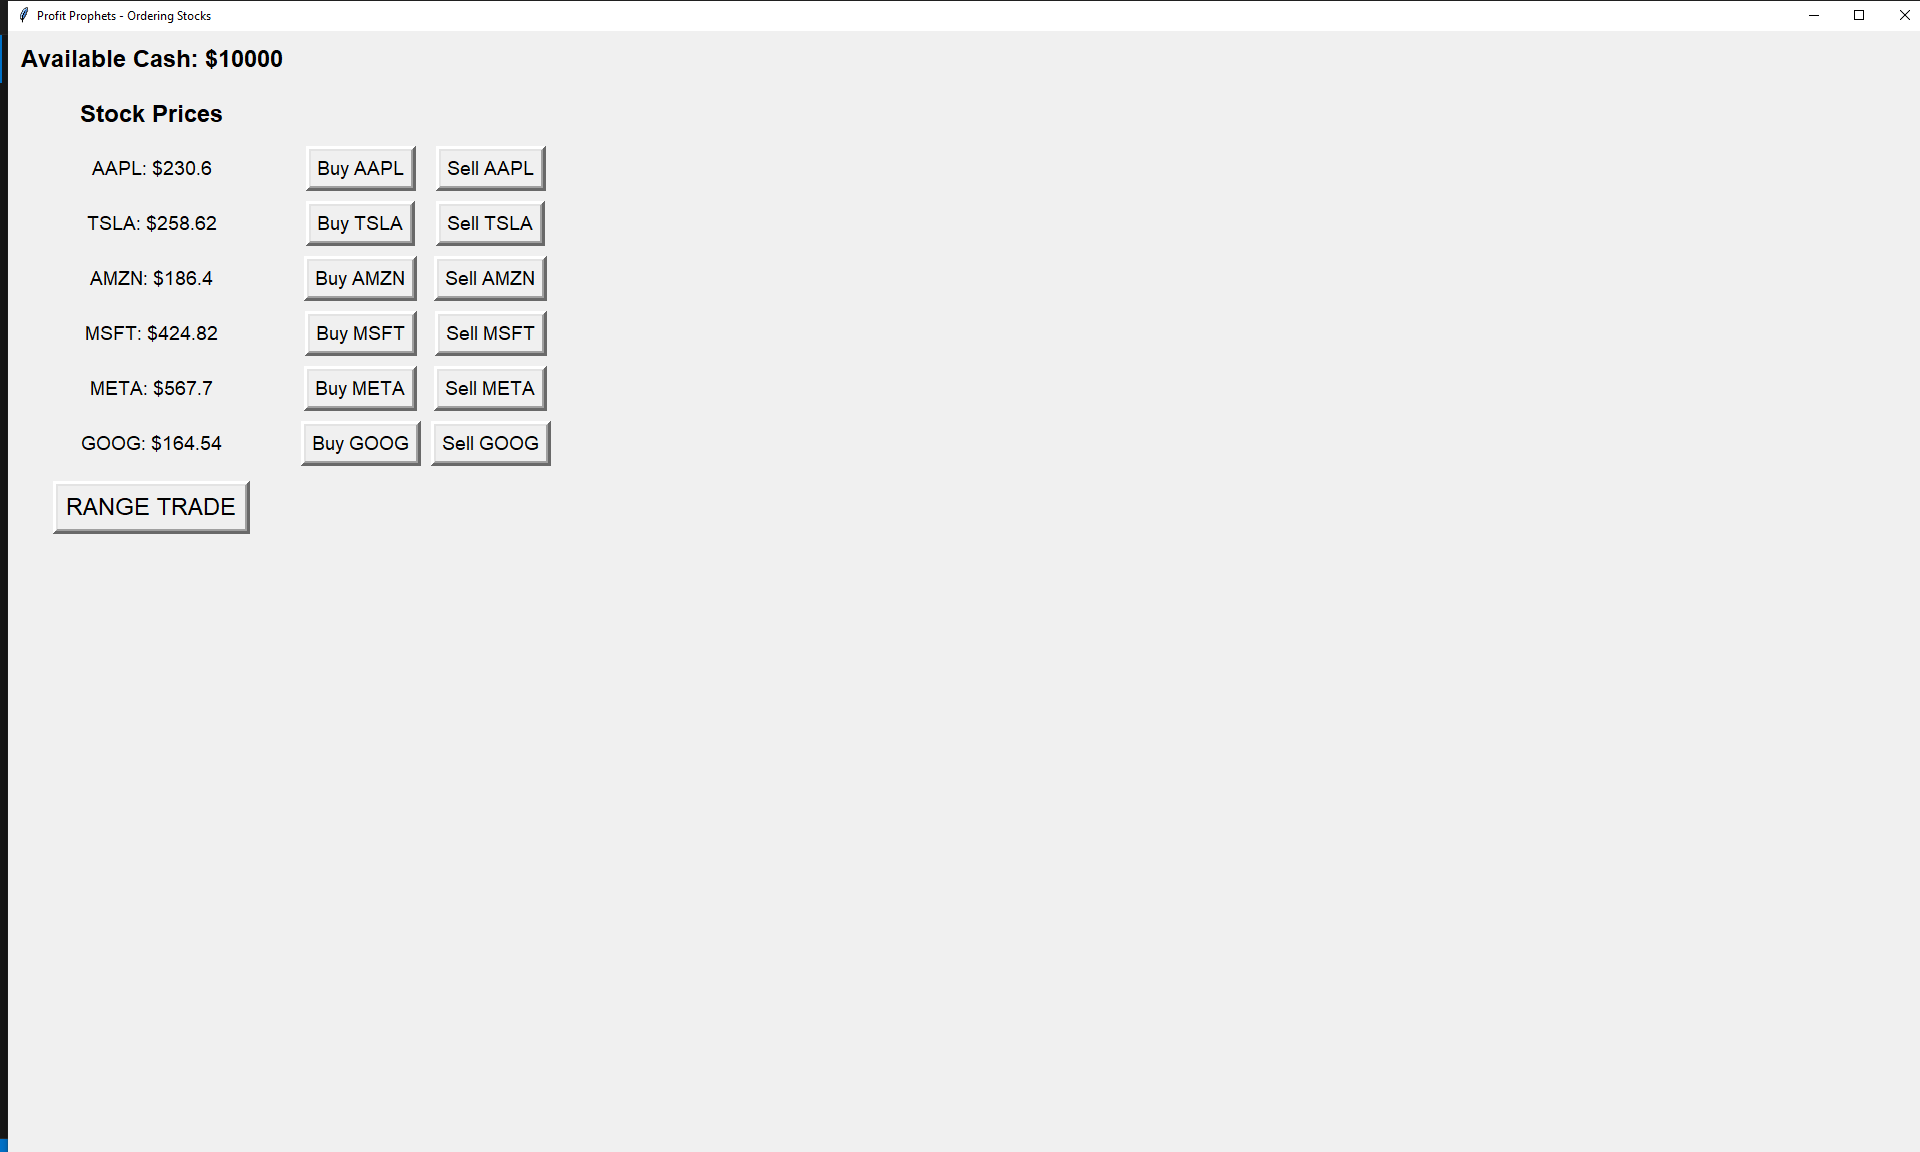 Profit Prophets - Ordering Stocks
Available Cash: $10000
Stock Prices
AAPL: $230.6 Buy AAPL Sell AAPL
TSLA: $258.62 Buy TSLA Sell TSLA
AMZN: $186.4 Buy AMZN Sell AMZN
MSFT: $424.82 Buy MSFT Sell MSFT
META: $567.7 Buy META Sell META
GOOG: $164.54 Buy GOOG Sell GOOG
RANGE TRADE